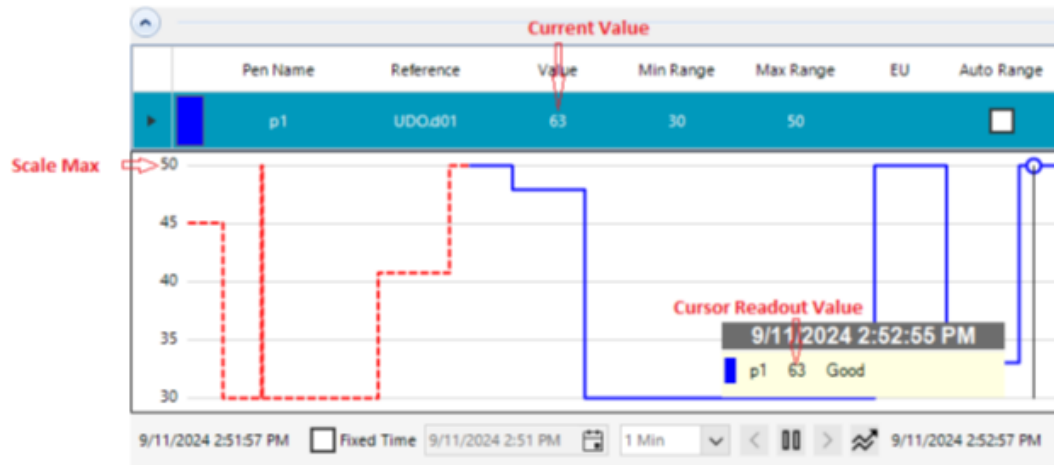 Current Value
Pen Name Reference Value Min Range Max Range EU Auto Range
p1 UDO.d01 63 30 50
Scale Max 50
45
40
Cursor Readout Value
35 9/11/2024 2:52:55 PM
p1 63 Good
30
9/11/2024 2:51:57 PM Fixed Time 9/11/2024 2:51 PM 1 Min 9/11/2024 2:52:57 PM